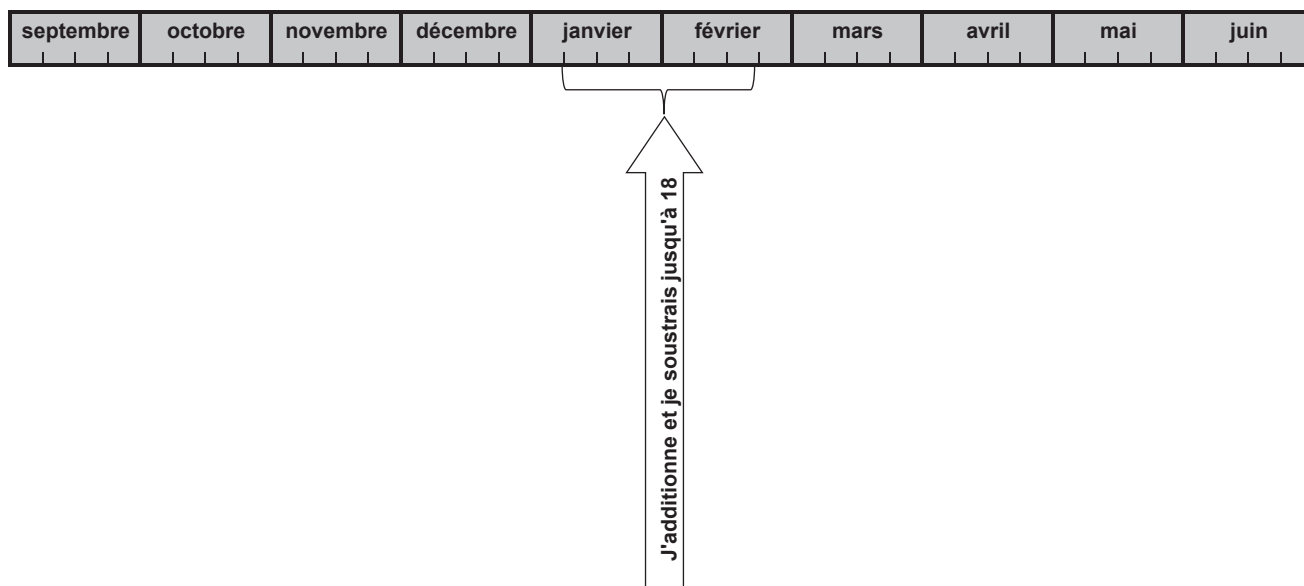 septembre octobre novembre décembre janvier février mars avril mai juin
J'additionne et je soustrais jusqu'à 18